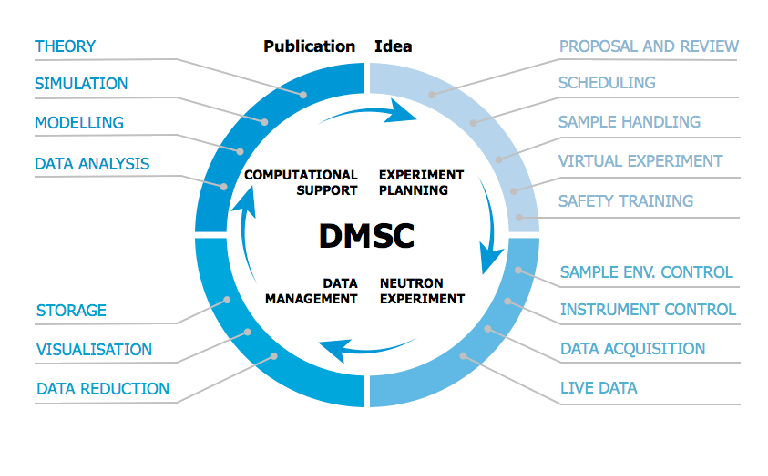 Publication
Idea
THEORY
SIMULATION
MODELLING
DATA ANALYSIS
PROPOSAL AND REVIEW
SCHEDULING
SAMPLE HANDLING
VIRTUAL EXPERIMENT
SAFETY TRAINING
COMPUTATIONAL
SUPPORT
EXPERIMENT
PLANNING
DMSC
DATA
MANAGEMENT
NEUTRON
EXPERIMENT
STORAGE
VISUALISATION
DATA REDUCTION
SAMPLE ENV. CONTROL
INSTRUMENT CONTROL
DATA ACQUISITION
LIVE DATA